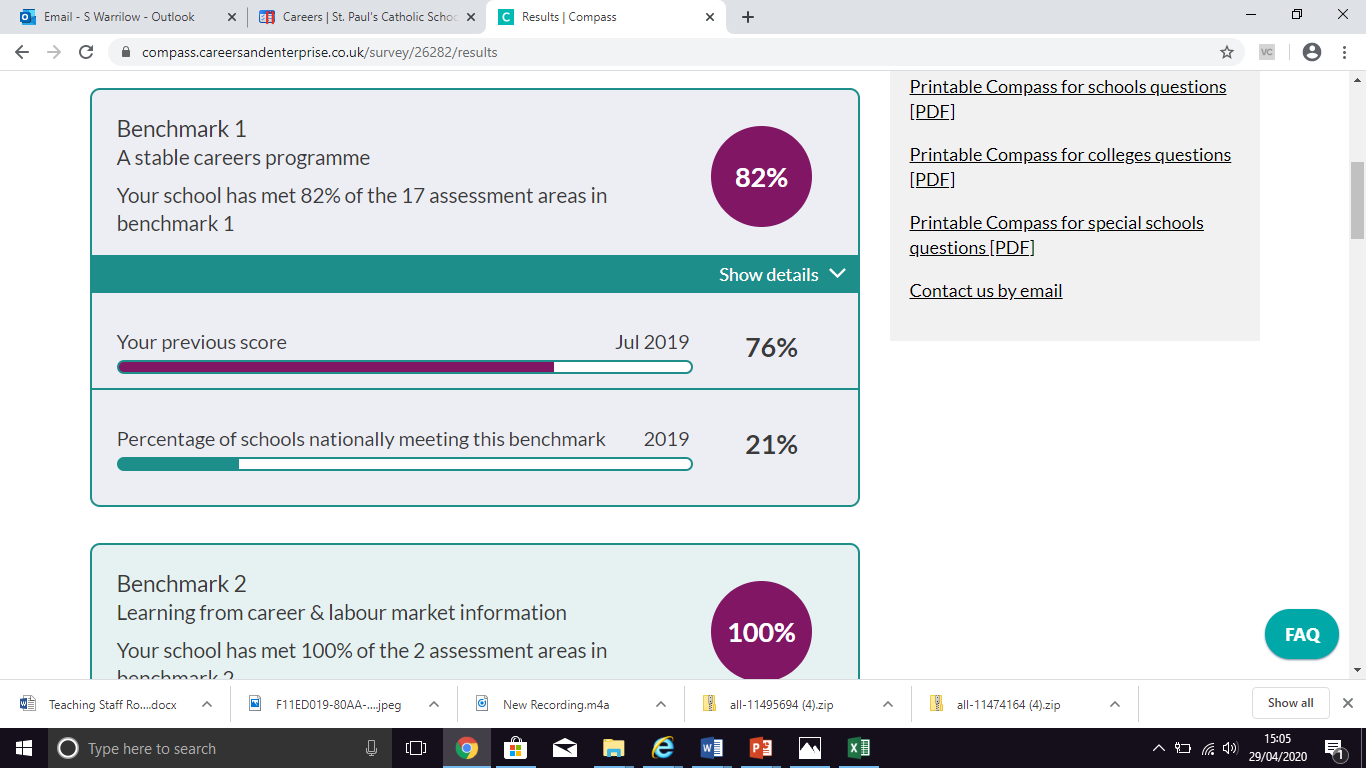 Email - S Warrilow - Outlook
Careers | St. Paul's Catholic Schoo
Results | Compass
compass.careersandenterprise.co.uk/survey/26282/results
VC
Benchmark 1
A stable careers programme
Your school has met 82% of the 17 assessment areas in
benchmark 1
82%
Show details
Your previous score
Jul 2019
76%
Percentage of schools nationally meeting this benchmark
2019
21%
Benchmark 2
Learning from career & labour market information
Your school has met 100% of the 2 assessment areas in
benchmark 2
100%
Printable Compass for schools questions
[PDF]
Printable Compass for colleges questions
[PDF]
Printable Compass for special schools
questions [PDF]
Contact us by email
FAQ
Teaching Staff Ro....docx
F11ED019-80AA-....jpeg
New Recording.m4a
all-11495694 (4).zip
all-11474164 (4).zip
Show all
Type here to search
15:05
29/04/2020
1